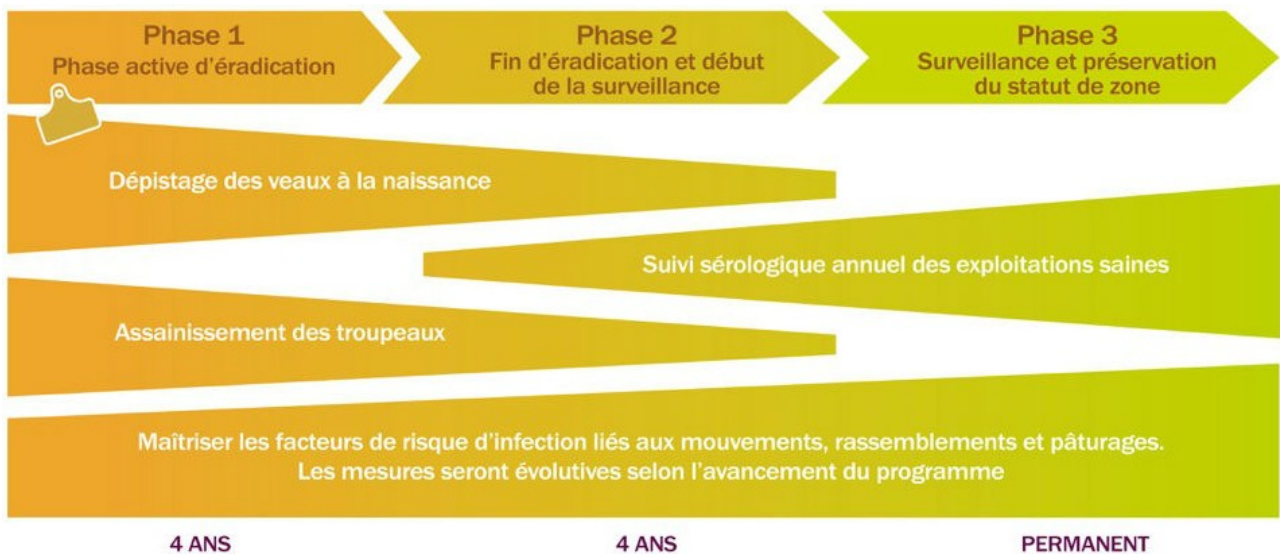 Phase 1
Phase active d'éradication
Phase 2
Fin d'éradication et début
de la surveillance
Phase 3
Surveillance et préservation
du statut de zone
Dépistage des veaux à la naissance
Suivi sérologique annuel des exploitations saines
Assainissement des troupeaux
Maîtriser les facteurs de risque d'infection liés aux mouvements, rassemblements et pâturages.
Les mesures seront évolutives selon l'avancement du programme
4 ANS
4 ANS
PERMANENT